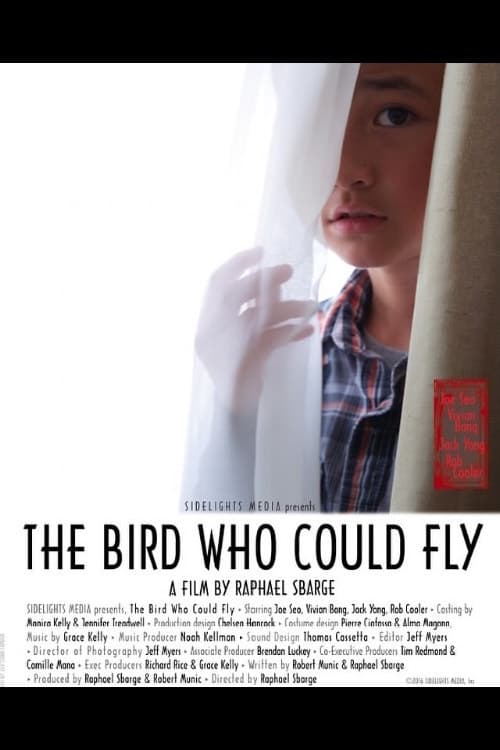 Joe Seo
Vivian
Bang
Jack Yang
Rob
Cooler
SIDELIGHTS MEDIA presents
THE BIRD WHO COULD FLY
A FILM BY RAPHAEL SBARGE
SIDELIGHTS MEDIA presents, The Bird Who Could Fly • Starring Joe Seo, Vivian Bang, Jack Yang, Rob Cooler • Casting by
Monica Kelly & Jennifer Treadwell • Production design Chelsea Hancock • Costume design Pierre Ciofasso & Alma Magana,
Music by Grace Kelly • Music Producer Noah Kellman • Sound Design Thomas Cassetta • Editor Jeff Myers
• Director of Photography Jeff Myers • Associate Producer Brendan Luckey • Co-Executive Producers Tim Redmond &
Camille Mana • Exec Producers Richard Rice & Grace Kelly • Written by Robert Munic & Raphael Sbarge
• Produced by Raphael Sbarge & Robert Munic • Directed by Raphael Sbarge
©2016 SIDELIGHTS MEDIA, Inc